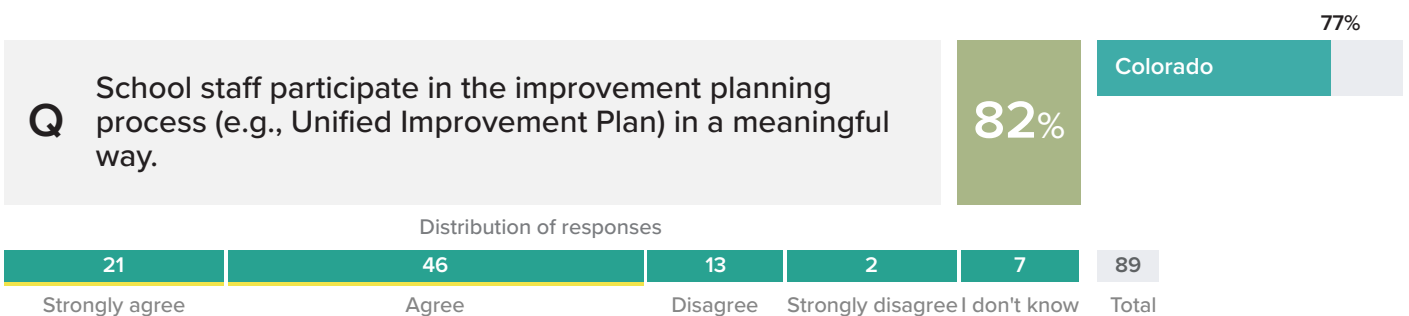 77%
Q
School staff participate in the improvement planning
process (e.g., Unified Improvement Plan) in a meaningful
way.
82%
Colorado
Distribution of responses
21 46 13 2 7 89
Strongly agree Agree Disagree Strongly disagree I don't know Total